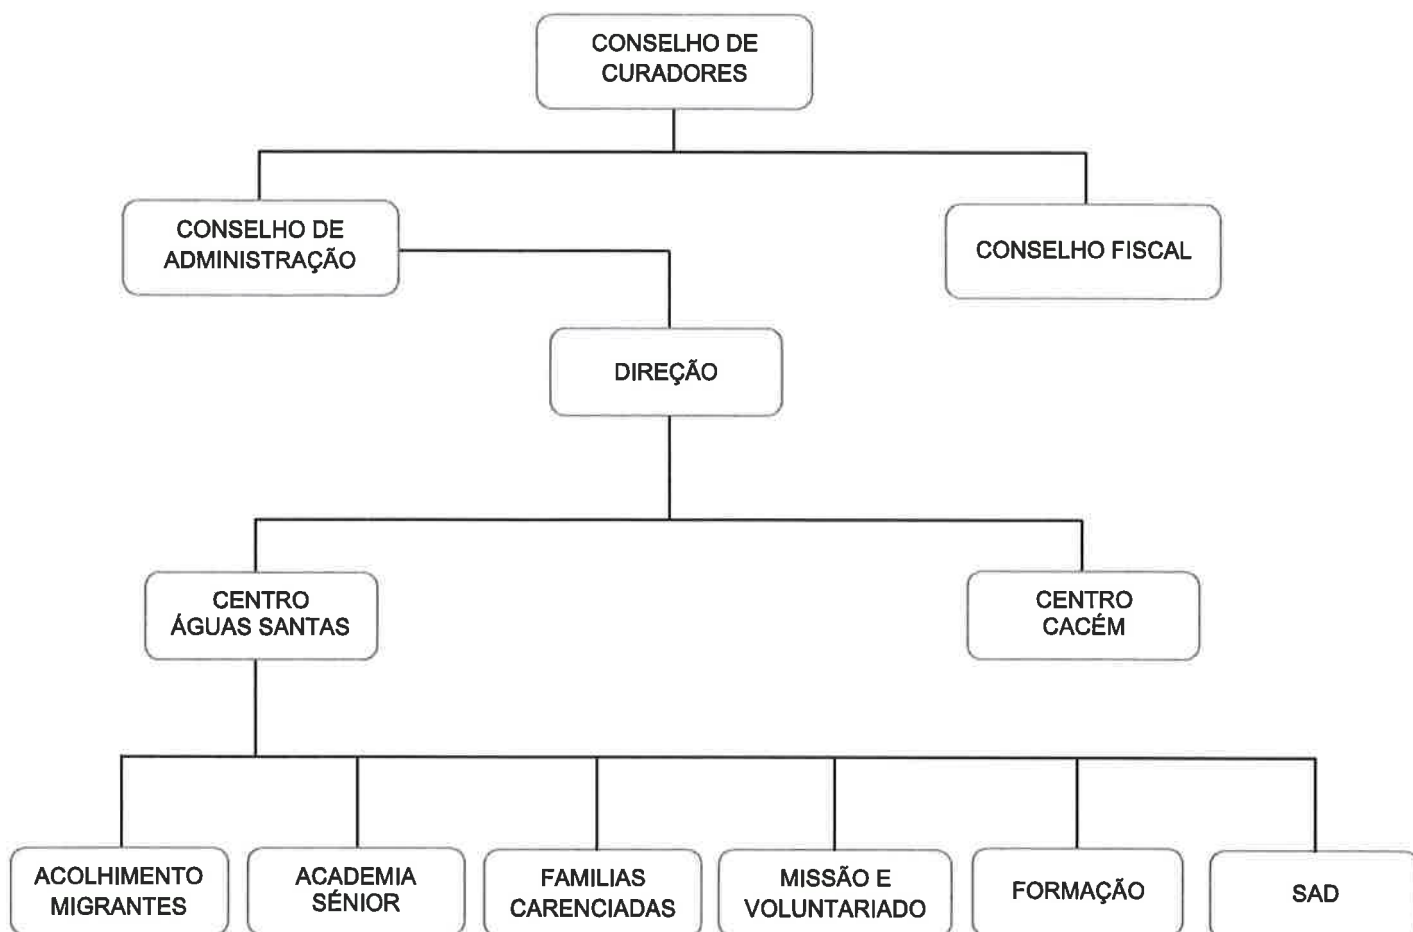 CONSELHO DE
CURADORES
CONSELHO DE
ADMINISTRAÇÃO
CONSELHO FISCAL
DIREÇÃO
CENTRO
ÁGUAS SANTAS
CENTRO
CACÉM
ACOLHIMENTO
MIGRANTES
ACADEMIA
SÉNIOR
FAMILIAS
CARENCIADAS
MISSÃO E
VOLUNTARIADO
FORMAÇÃO
SAD